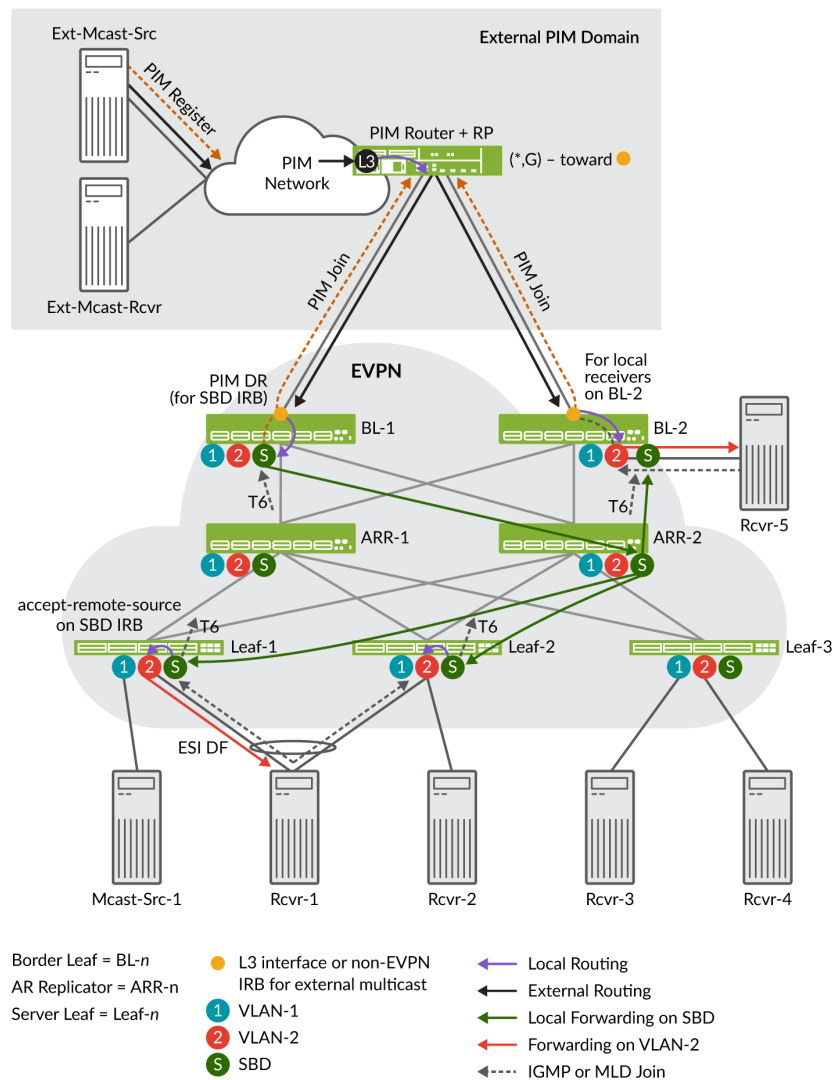 Ext-Mcast-Src
External PIM Domain
PIM Register
PIM Router + RP
PIM
Network
L3
(*,G) – toward
Ext-Mcast-Rcvr
PIM Join
PIM Join
EVPN
PIM DR
(for SBD IRB)
For local
receivers
on BL-2
BL-1
BL-2
1 2 S
1 2 S
T6
T6
Rcvr-5
ARR-1
ARR-2
1 2 S
1 2 S
accept-remote-source
on SBD IRB
T6
T6
Leaf-1
Leaf-2
Leaf-3
1 2 S
1 2 S
1 2 S
ESI DF
Mcast-Src-1
Rcvr-1
Rcvr-2
Rcvr-3
Rcvr-4
Border Leaf = BL-n
AR Replicator = ARR-n
Server Leaf = Leaf-n
L3 interface or non-EVPN
IRB for external multicast
1 VLAN-1
2 VLAN-2
S SBD
Local Routing
External Routing
Local Forwarding on SBD
Forwarding on VLAN-2
IGMP or MLD Join